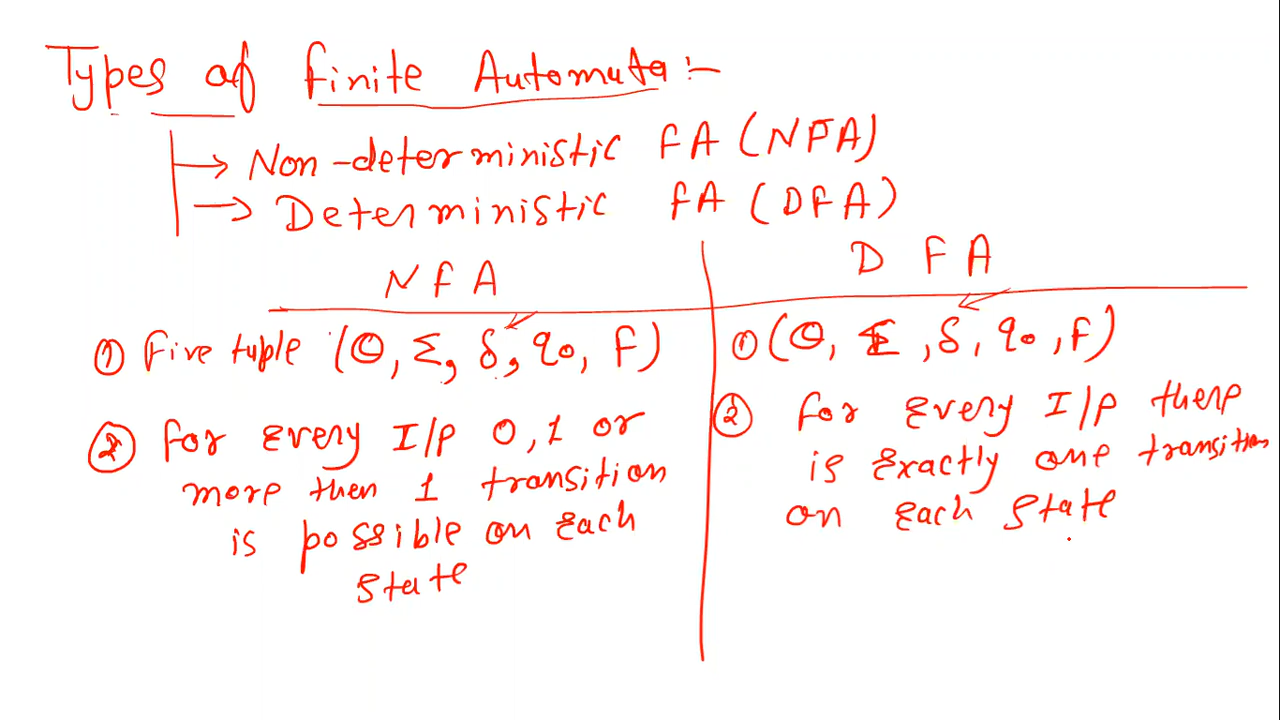 Types of Finite Automata :-
→ Non-deterministic FA (NFA)
→ Deterministic FA (DFA)
NFA
① Five tuple (Q, Σ, δ, q0, F)
② For every I/P 0, 1 or
more then 1 transition
is possible on each
state
DFA
① (Q, Σ, δ, q0, F)
② For every I/P there
is exactly one transition
on each state